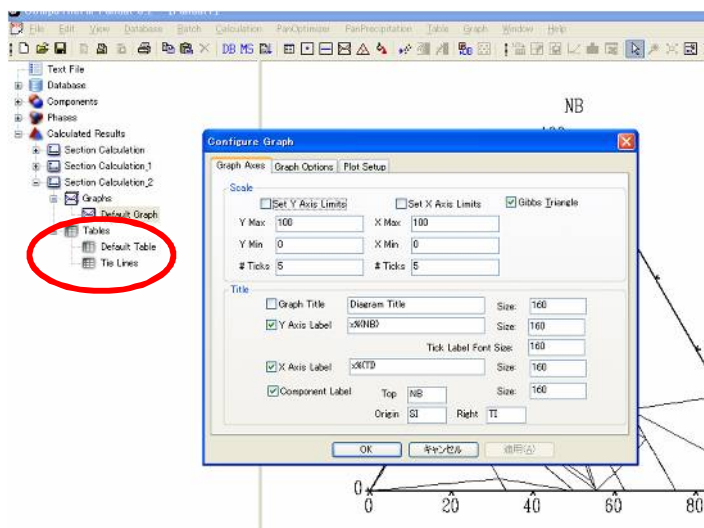 File Edit View Database Batch Calculation PanOptimizer PanPrecipitation Table Graph Window Help
DB MS
Text File
Database
Components
Phases
Calculated Results
Section Calculation
Section Calculation_1
Section Calculation_2
Graphs
Default Graph
Tables
Default Table
Tie Lines
NB
Configure Graph
Graph Axes Graph Options Plot Setup
Scale
Set Y Axis Limits Set X Axis Limits Gibbs Triangle
Y Max 100 X Max 100
Y Min 0 X Min 0
# Ticks 5 # Ticks 5
Title
Graph Title Diagram Title Size: 160
Y Axis Label x%(NB) Size: 160
Tick Label Font Size: 160
X Axis Label x%(TI) Size: 160
Component Label Top NB Size: 160
Origin SI Right TI
OK キャンセル 適用(A)
0
0 20 40 60 80